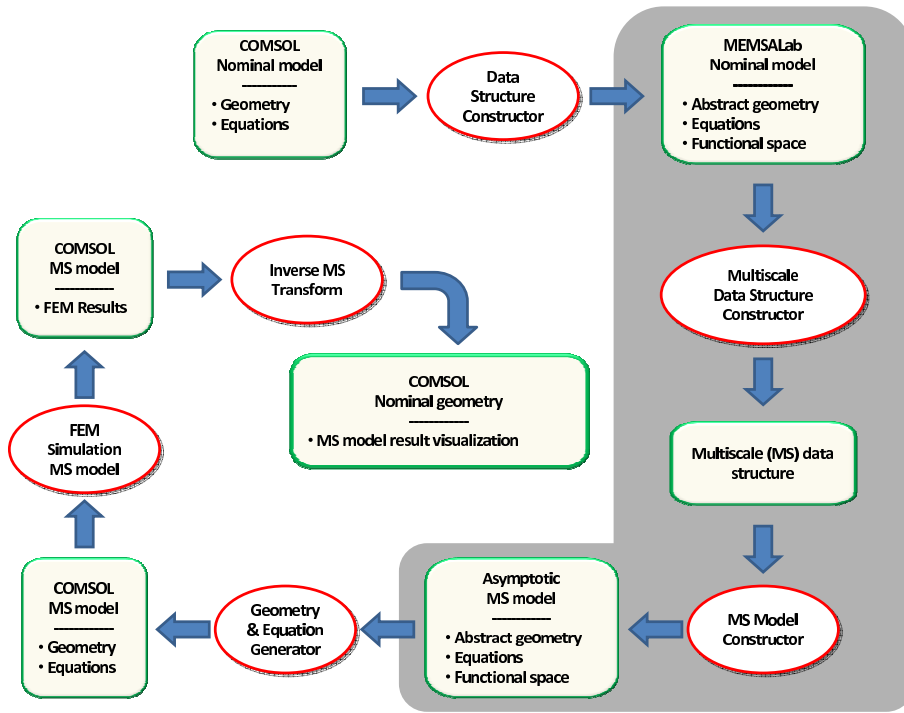 COMSOL
Nominal model
------------
• Geometry
• Equations
Data
Structure
Constructor
MEMSALab
Nominal model
------------
• Abstract geometry
• Equations
• Functional space
COMSOL
MS model
------------
• FEM Results
Inverse MS
Transform
Multiscale
Data Structure
Constructor
COMSOL
Nominal geometry
------------
• MS model result visualization
FEM
Simulation
MS model
Multiscale (MS) data
structure
COMSOL
MS model
------------
• Geometry
• Equations
Geometry
& Equation
Generator
Asymptotic
MS model
------------
• Abstract geometry
• Equations
• Functional space
MS Model
Constructor